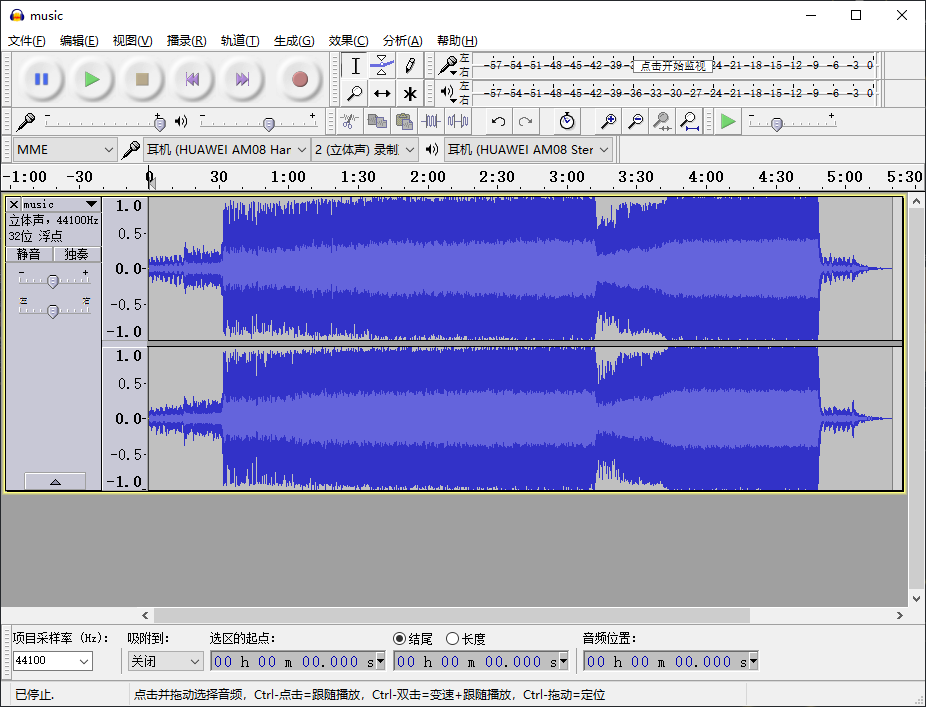 music
文件(F) 编辑(E) 视图(V) 播录(R) 轨道(T) 生成(G) 效果(C) 分析(A) 帮助(H)
左 -57-54-51-48-45-42-39- 点击开始监视 24-21-18-15-12 -9 -6 -3 0
右
左 -57-54-51-48-45-42-39-36-33-30-27-24-21-18-15-12 -9 -6 -3 0
右
- + - + - +
MME 耳机 (HUAWEI AM08 Har 2 (立体声) 录制 耳机 (HUAWEI AM08 Ster
-1:00 -30 0 30 1:00 1:30 2:00 2:30 3:00 3:30 4:00 4:30 5:00 5:30
music 1.0
立体声, 44100Hz
32位 浮点 0.5-
静音 独奏
- + 0.0-
左 右 -0.5-
-1.0
1.0
0.5-
0.0-
-0.5-
-1.0
项目采样率 (Hz): 吸附到: 选区的起点: 结尾 长度 音频位置:
44100 关闭 00 h 00 m 00.000 s 00 h 00 m 00.000 s 00 h 00 m 00.000 s
已停止. 点击并拖动选择音频, Ctrl-点击=跟随播放, Ctrl-双击=变速+跟随播放, Ctrl-拖动=定位